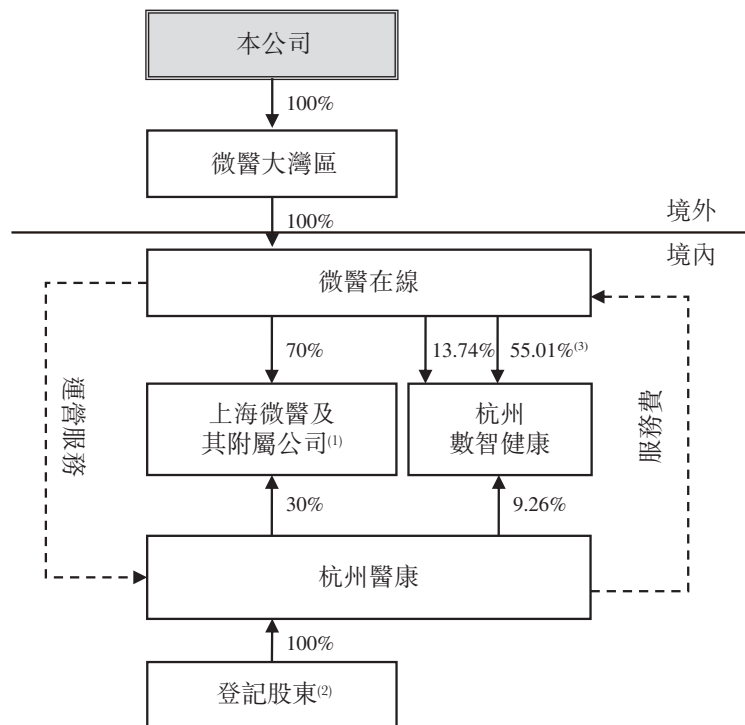 本公司
100%
微醫大灣區
100%
境外
境內
微醫在線
運營服務
70%
13.74%
55.01%(3)
服務費
上海微醫及
其附屬公司(1)
杭州
數智健康
30%
9.26%
杭州醫康
100%
登記股東(2)